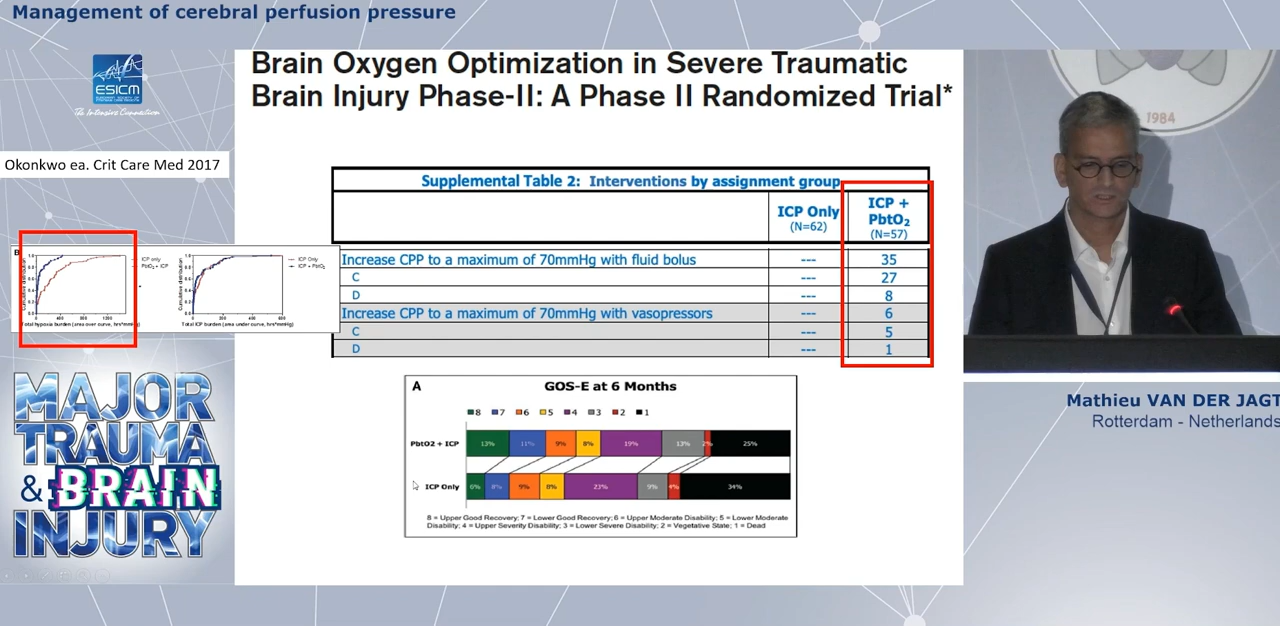 Management of cerebral perfusion pressure
ESICM
The Intensive Connection
Brain Oxygen Optimization in Severe Traumatic
Brain Injury Phase-II: A Phase II Randomized Trial*
1984
Okonkwo ea. Crit Care Med 2017
Supplemental Table 2: Interventions by assignment group
ICP Only
(N=62)
ICP +
PbtO2
(N=57)
Increase CPP to a maximum of 70mmHg with fluid bolus --- 35
C --- 27
D --- 8
Increase CPP to a maximum of 70mmHg with vasopressors --- 6
C --- 5
D --- 1
B
Cumulative distribution
ICP only
PbtO2 + ICP
Total hypoxia burden (area over curve, hrs*mmHg)
Cumulative distribution
ICP Only
ICP + PbtO2
Total ICP burden (area under curve, hrs*mmHg)
MAJOR
TRAUMA
& BRAIN
INJURY
A
GOS-E at 6 Months
8 7 6 5 4 3 2 1
PbtO2 + ICP 13% 11% 9% 8% 19% 13% 2% 25%
ICP Only 6% 8% 9% 8% 23% 9% 4% 34%
8 = Upper Good Recovery; 7 = Lower Good Recovery; 6 = Upper Moderate Disability; 5 = Lower Moderate
Disability; 4 = Upper Severity Disability; 3 = Lower Severe Disability; 2 = Vegetative State; 1 = Dead
Mathieu VAN DER JAGT
Rotterdam - Netherlands